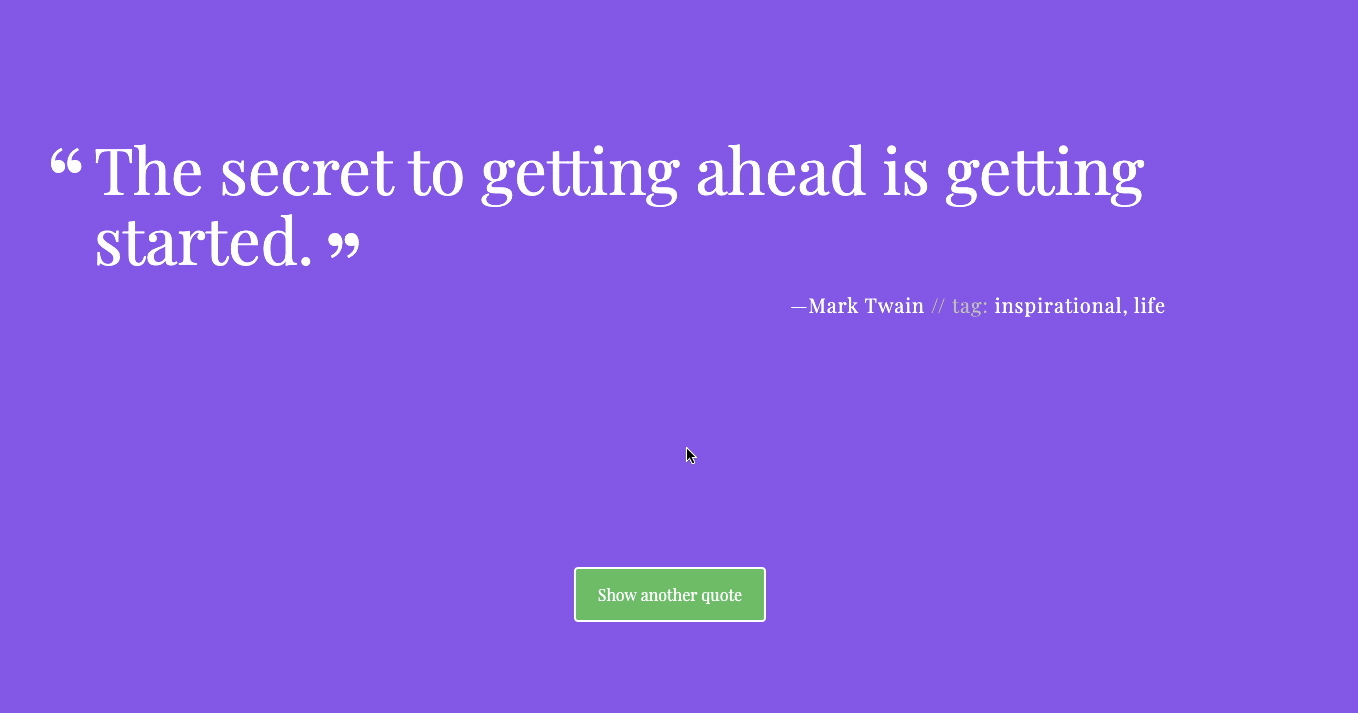 “ The secret to getting ahead is getting
started. ”
—Mark Twain // tag: inspirational, life
Show another quote